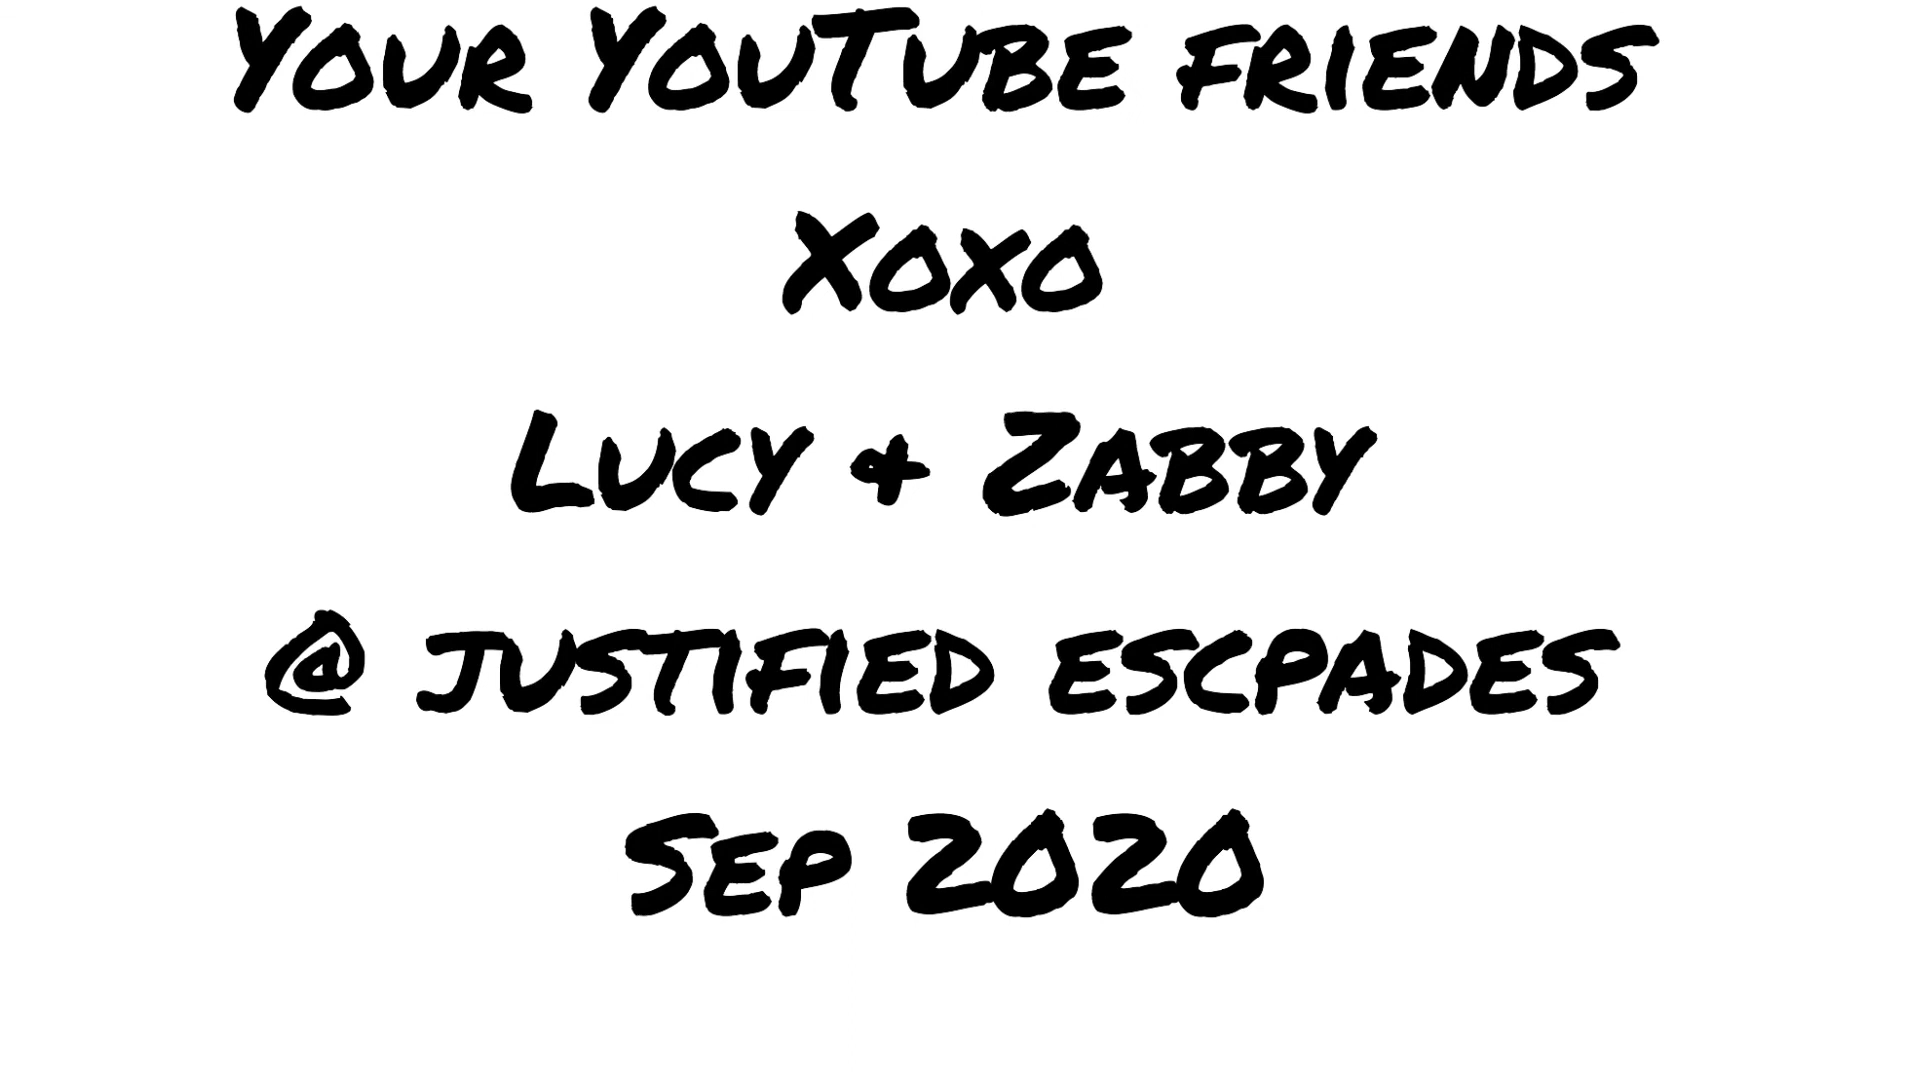 Your YouTube friends
Xoxo
Lucy & Zabby
@ justified escpades
Sep 2020